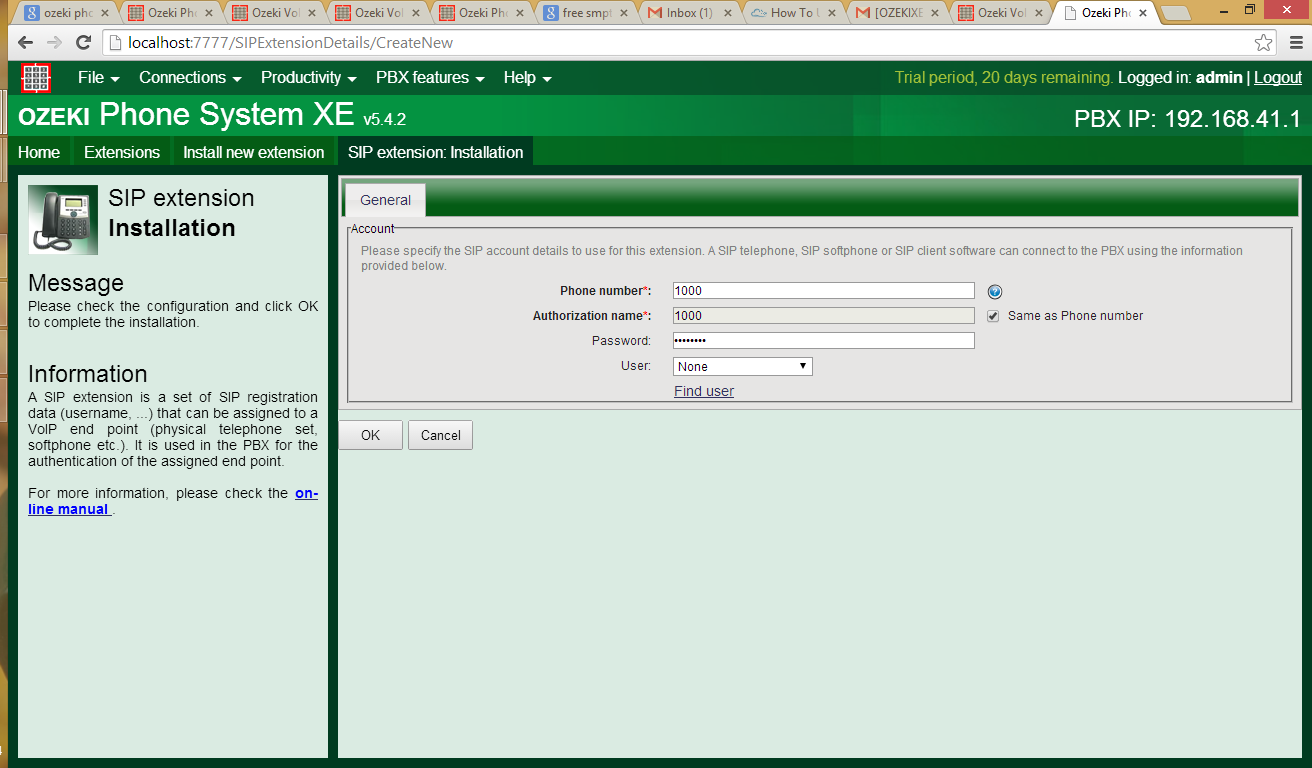 ozeki pho
Ozeki Pho
Ozeki Vol
Ozeki Vol
Ozeki Pho
free smpt
Inbox (1)
How To U
[OZEKIXE
Ozeki Vol
Ozeki Pho
localhost:7777/SIPExtensionDetails/CreateNew
File Connections Productivity PBX features Help
Trial period, 20 days remaining. Logged in: admin | Logout
OZEKI Phone System XE v5.4.2
PBX IP: 192.168.41.1
Home Extensions Install new extension SIP extension: Installation
SIP extension
Installation
Message
Please check the configuration and click OK
to complete the installation.
Information
A SIP extension is a set of SIP registration
data (username, ...) that can be assigned to a
VoIP end point (physical telephone set,
softphone etc.). It is used in the PBX for the
authentication of the assigned end point.
For more information, please check the on-
line manual .
General
Account
Please specify the SIP account details to use for this extension. A SIP telephone, SIP softphone or SIP client software can connect to the PBX using the information
provided below.
Phone number*: 1000
Authorization name*: 1000 Same as Phone number
Password: ••••••••
User: None
Find user
OK Cancel